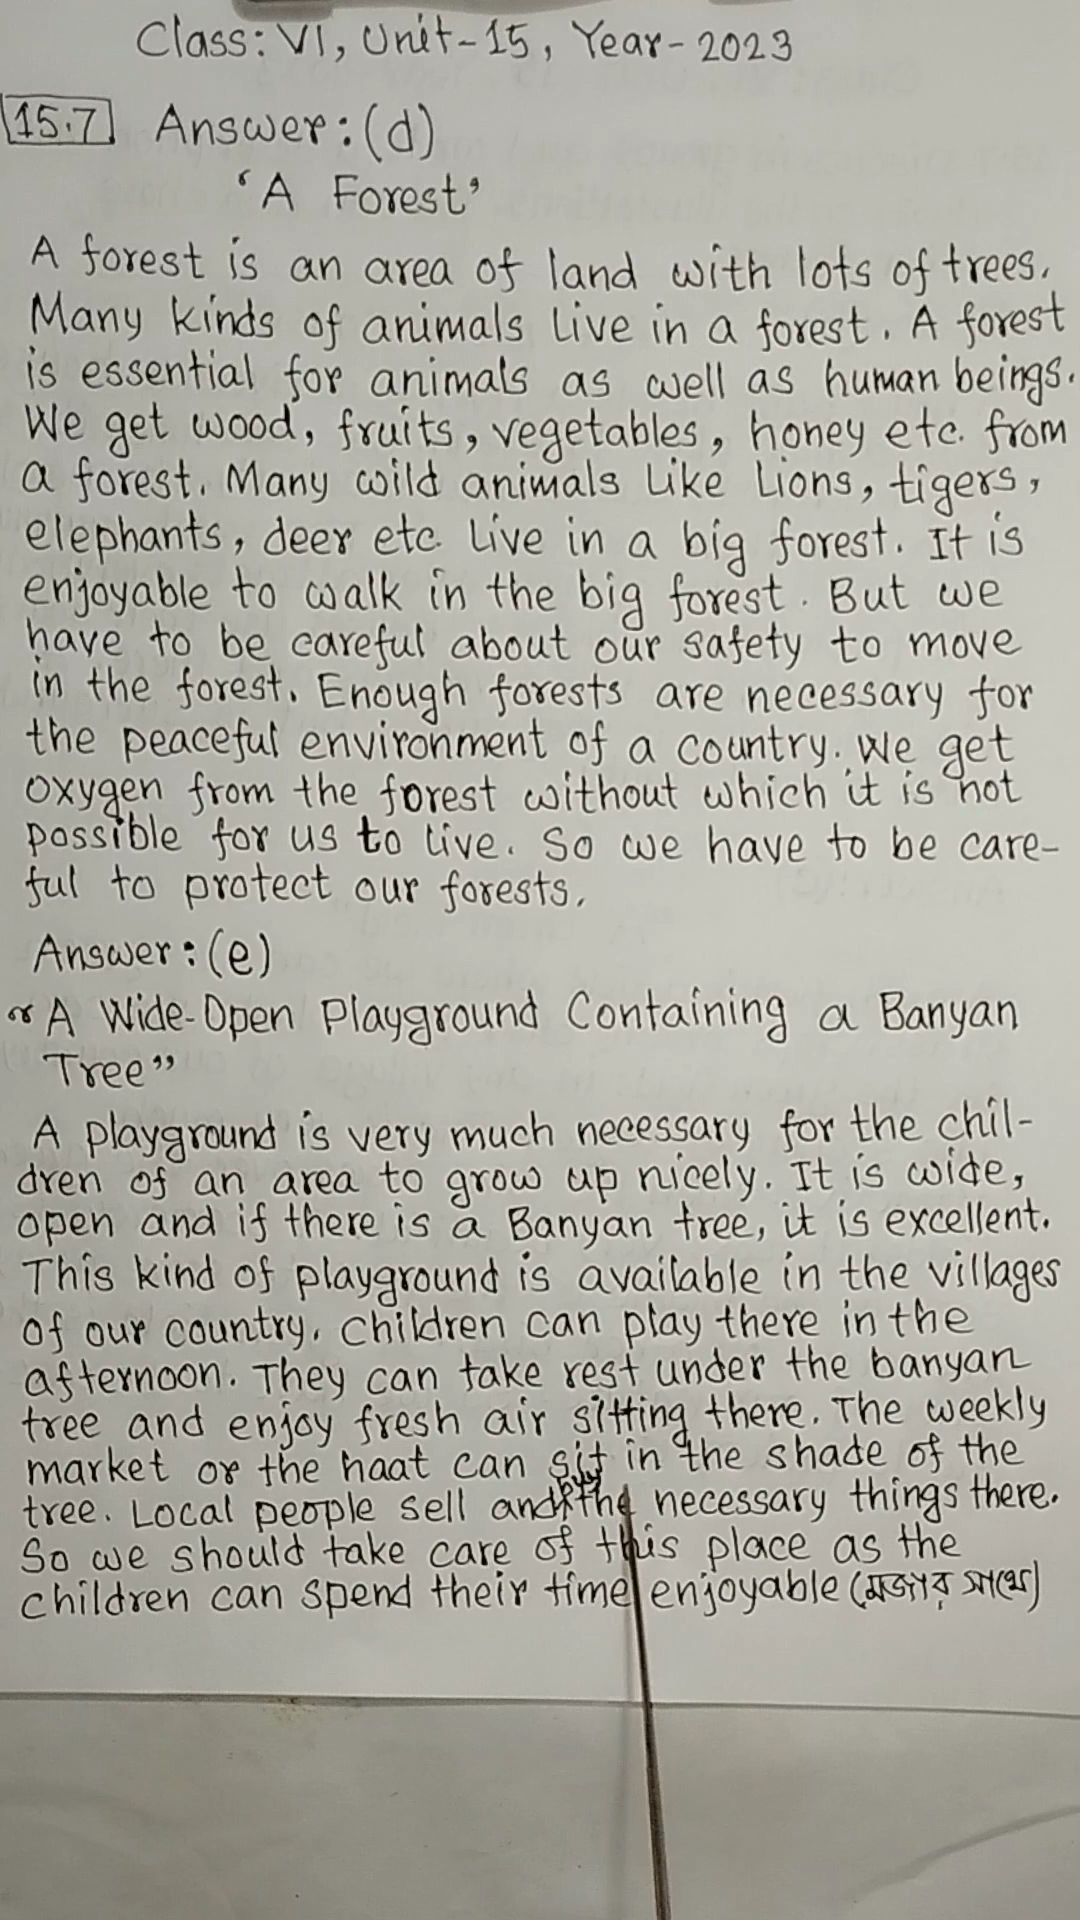 Class: VI, Unit-15, Year-2023
15.7 Answer: (d)
'A Forest'
A forest is an area of land with lots of trees.
Many kinds of animals live in a forest. A forest
is essential for animals as well as human beings.
We get wood, fruits, vegetables, honey etc. from
a forest. Many wild animals like Lions, tigers,
elephants, deer etc. live in a big forest. It is
enjoyable to walk in the big forest. But we
have to be careful about our safety to move
in the forest. Enough forests are necessary for
the peaceful environment of a country. We get
oxygen from the forest without which it is not
possible for us to live. So we have to be care-
ful to protect our forests.
Answer: (e)
"A Wide-Open Playground Containing a Banyan
Tree"
A playground is very much necessary for the chil-
dren of an area to grow up nicely. It is wide,
open and if there is a Banyan tree, it is excellent.
This kind of playground is available in the villages
of our country. Children can play there in the
afternoon. They can take rest under the banyan
tree and enjoy fresh air sitting there. The weekly
market or the haat can sit in the shade of the
tree. Local people sell and buy the necessary things there.
So we should take care of this place as the
children can spend their time enjoyable (মজার সাথে)